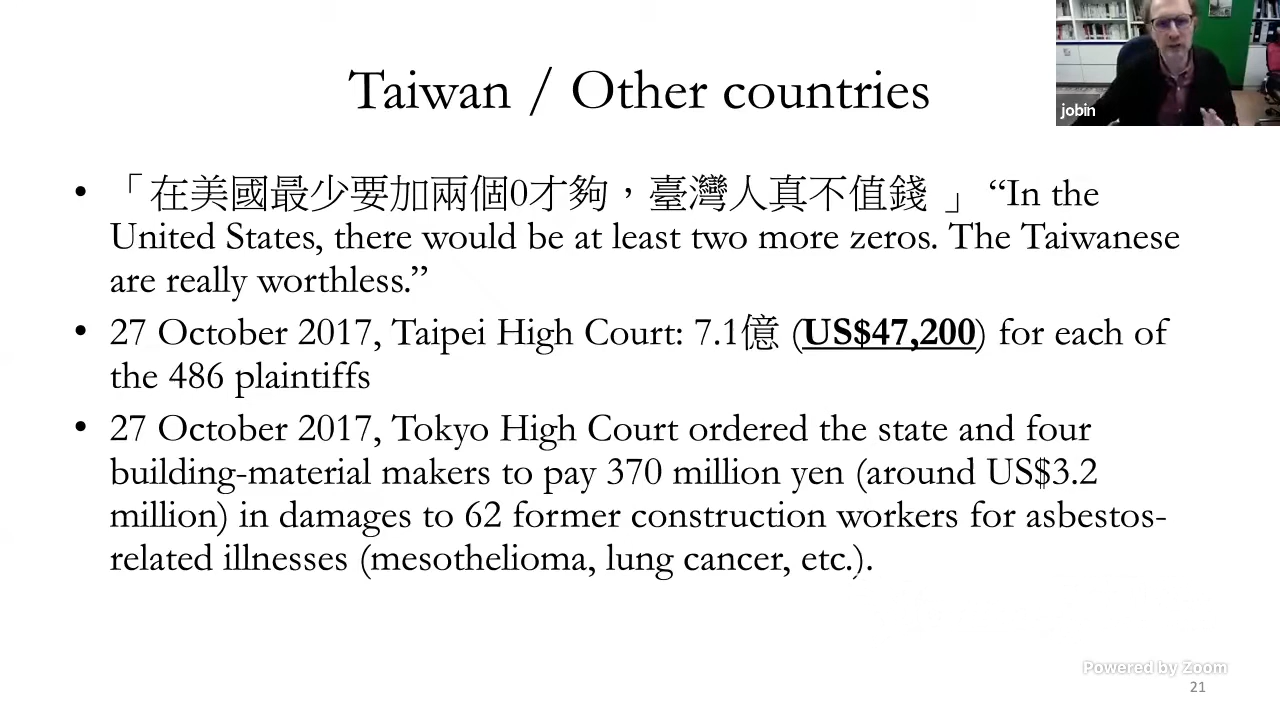 jobin
Taiwan / Other countries
• 「在美國最少要加兩個0才夠，臺灣人真不值錢 」 “In the
United States, there would be at least two more zeros. The Taiwanese
are really worthless.”
• 27 October 2017, Taipei High Court: 7.1億 (US$47,200) for each of
the 486 plaintiffs
• 27 October 2017, Tokyo High Court ordered the state and four
building-material makers to pay 370 million yen (around US$3.2
million) in damages to 62 former construction workers for asbestos-
related illnesses (mesothelioma, lung cancer, etc.).
Powered by Zoom
21